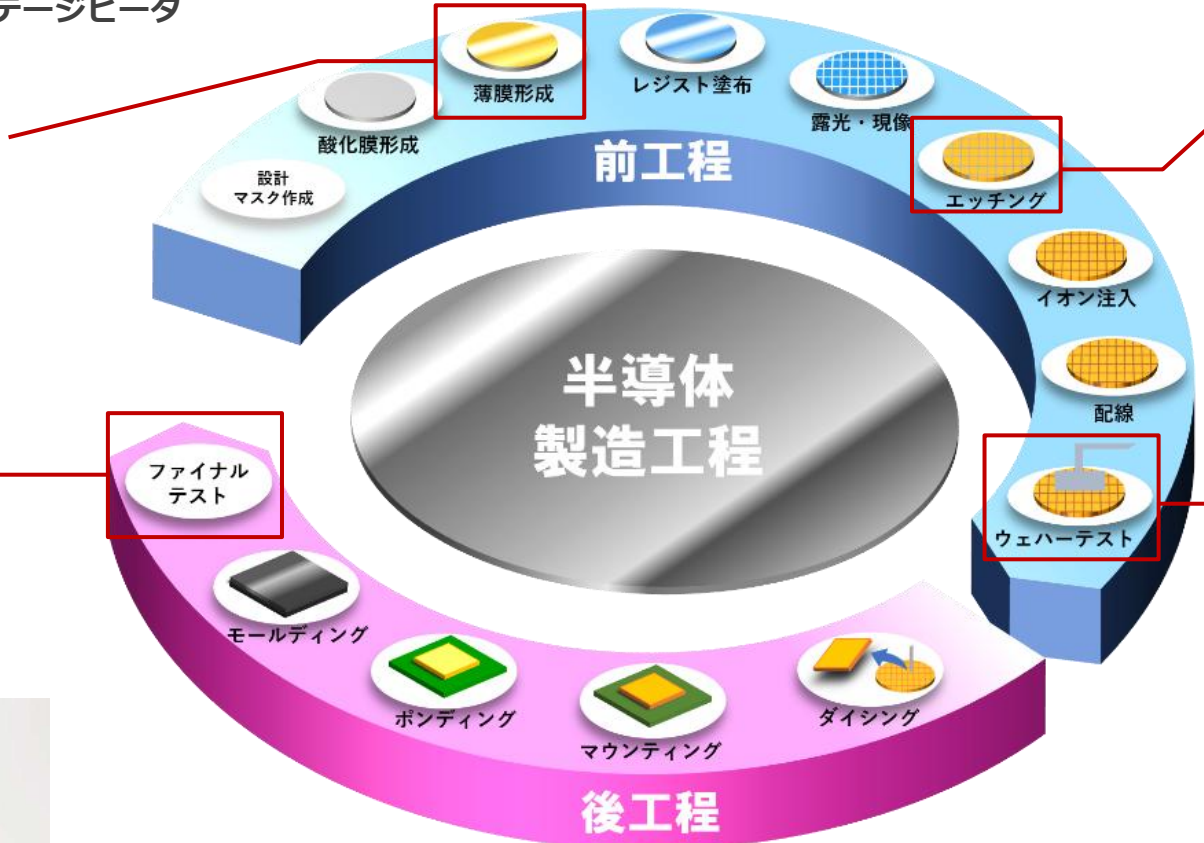 テージヒータ
薄膜形成
レジスト塗布
露光・現像
酸化膜形成
設計
マスク作成
前工程
エッチング
イオン注入
配線
ウェハーテスト
半導体
製造工程
ファイナル
テスト
モールディング
ポンディング
マウンティング
ダイシング
後工程